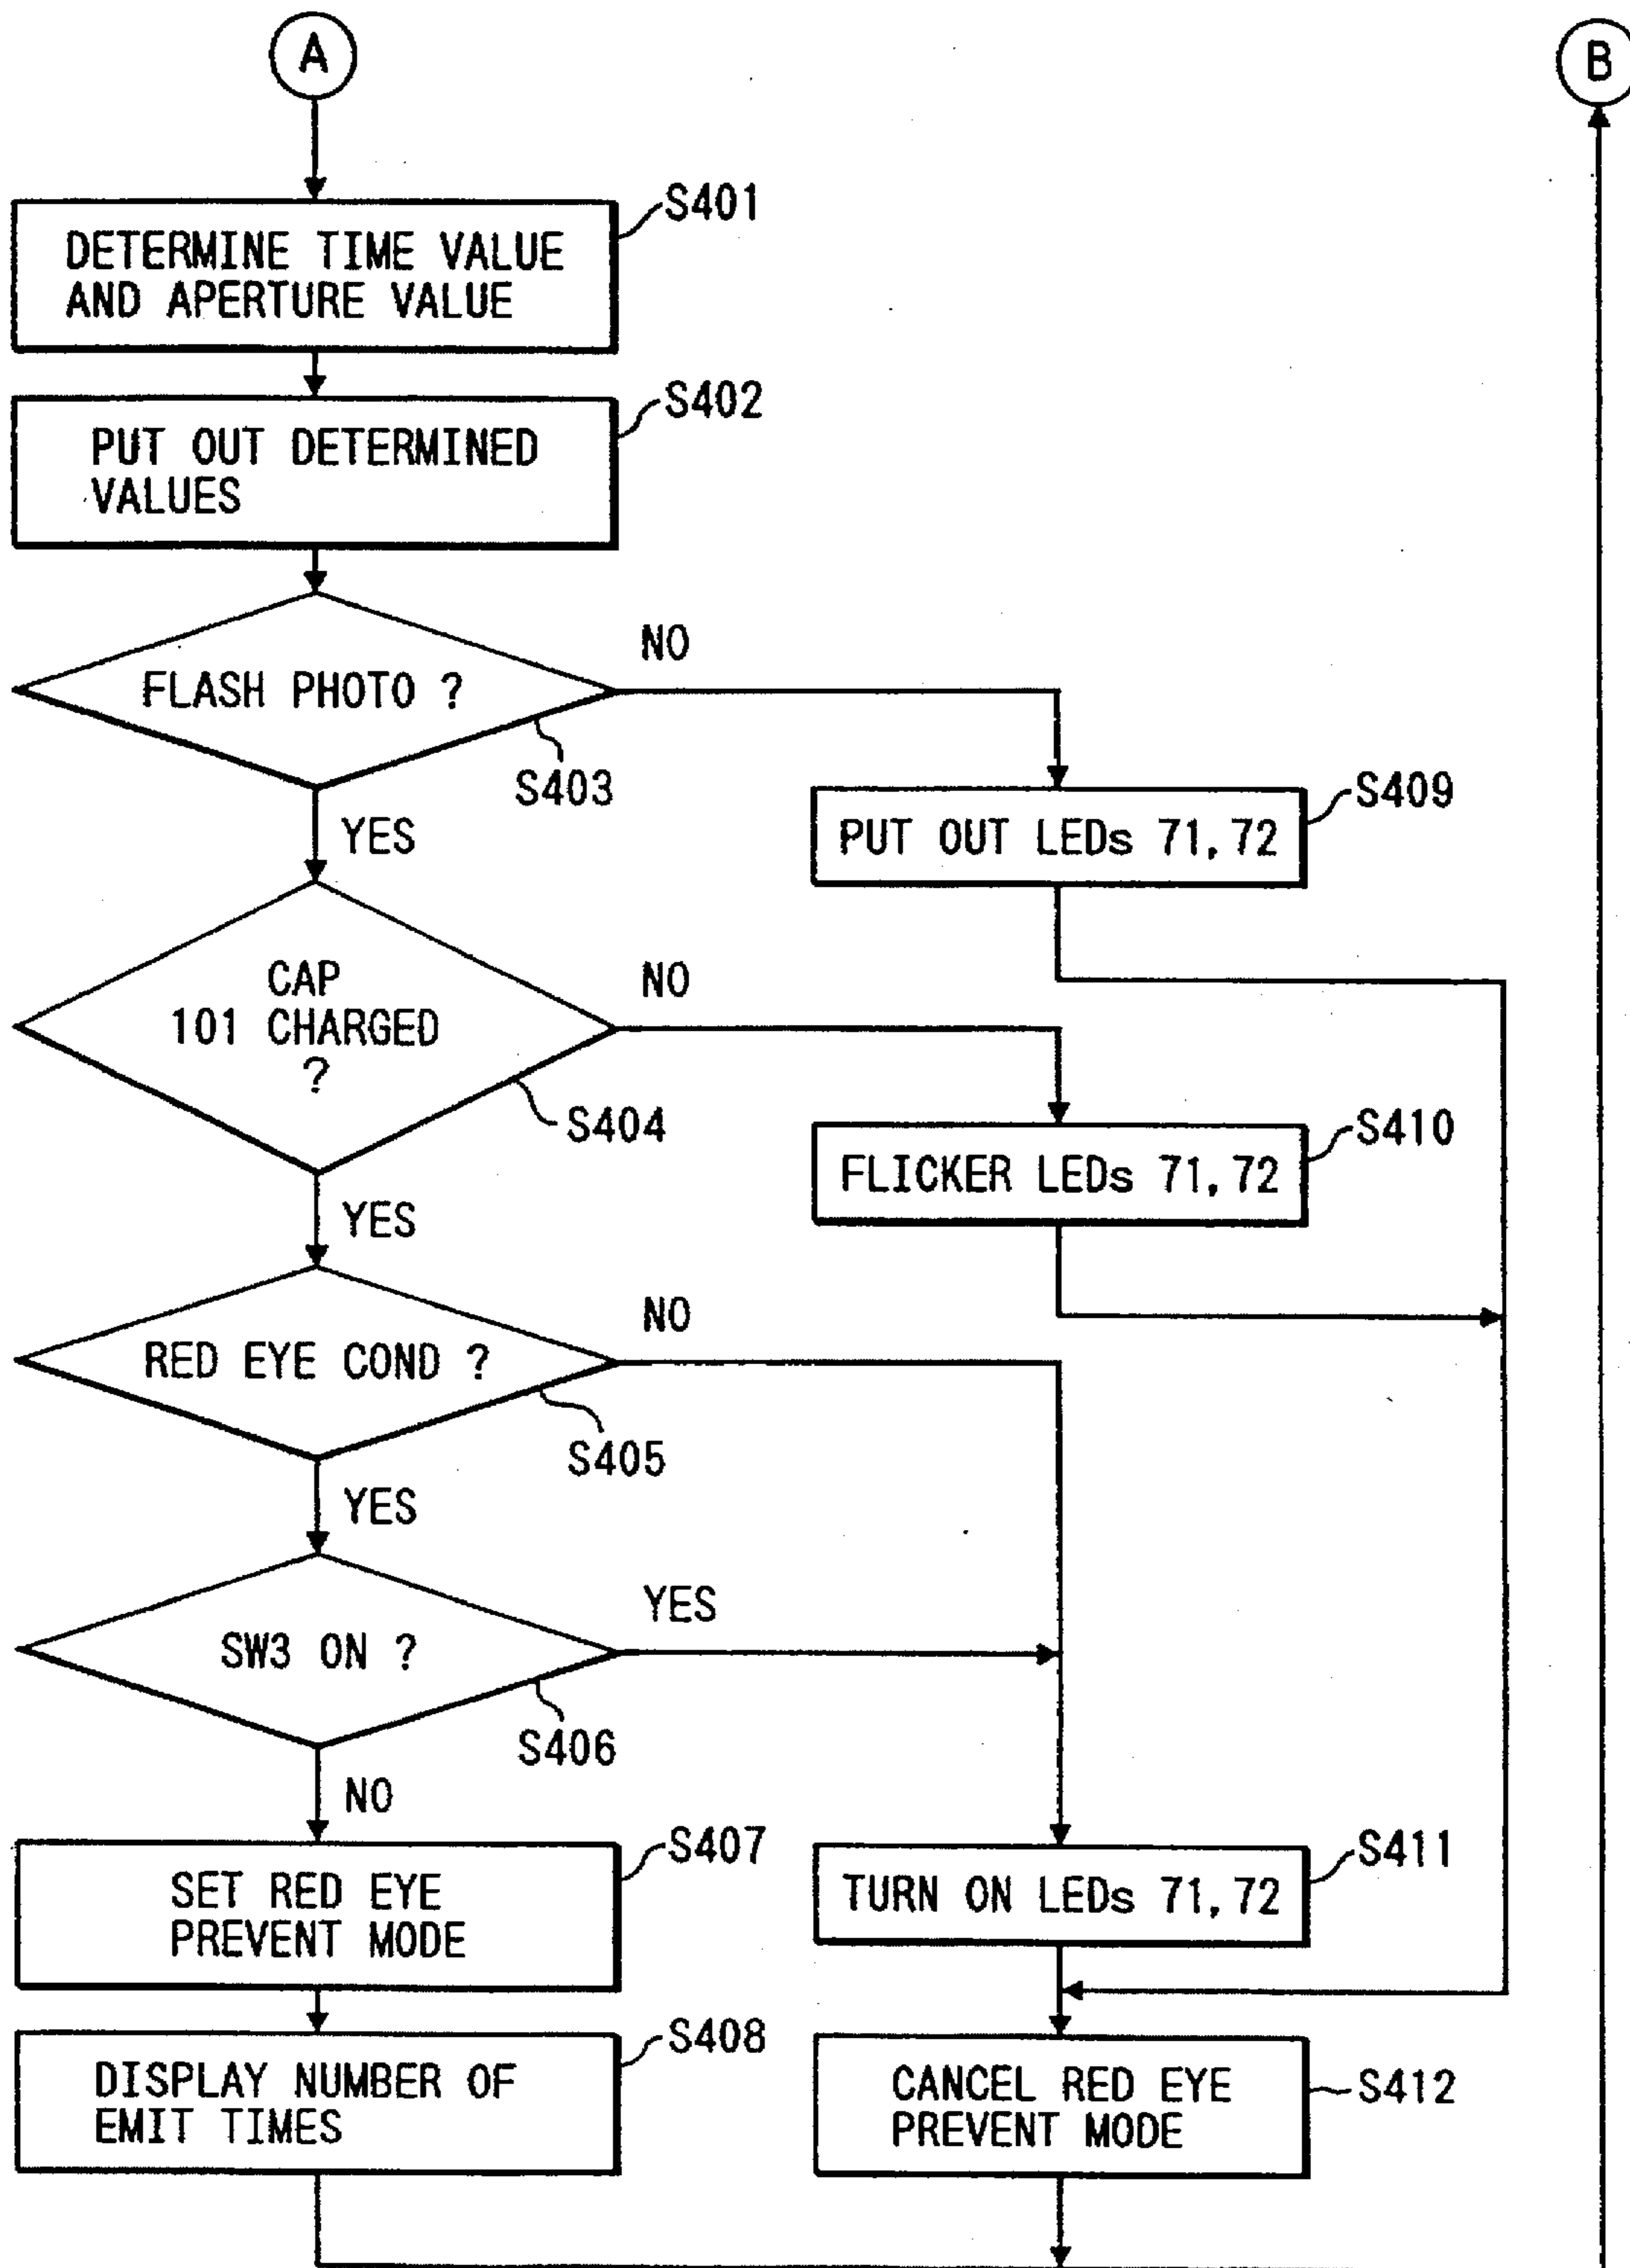 A
B
S401
DETERMINE TIME VALUE
AND APERTURE VALUE
S402
PUT OUT DETERMINED
VALUES
FLASH PHOTO ?
NO
S403
YES
S409
PUT OUT LEDs 71, 72
CAP
101 CHARGED
?
NO
S404
YES
S410
FLICKER LEDs 71, 72
RED EYE COND ?
NO
S405
YES
SW3 ON ?
YES
S406
NO
S407
SET RED EYE
PREVENT MODE
S411
TURN ON LEDs 71, 72
S408
DISPLAY NUMBER OF
EMIT TIMES
S412
CANCEL RED EYE
PREVENT MODE